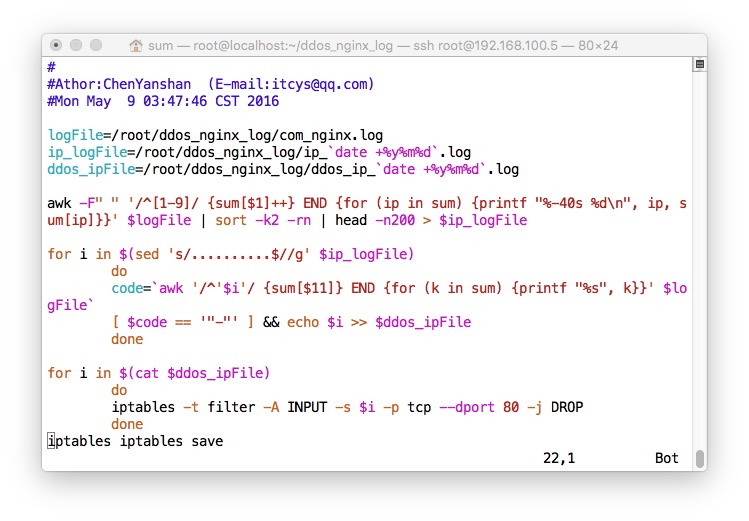 sum — root@localhost:~/ddos_nginx_log — ssh root@192.168.100.5 — 80×24
#
#Athor:ChenYanshan  (E-mail:itcys@qq.com)
#Mon May  9 03:47:46 CST 2016
logFile=/root/ddos_nginx_log/com_nginx.log
ip_logFile=/root/ddos_nginx_log/ip_`date +%y%m%d`.log
ddos_ipFile=/root/ddos_nginx_log/ddos_ip_`date +%y%m%d`.log
awk -F" " '/^[1-9]/ {sum[$1]++} END {for (ip in sum) {printf "%-40s %d\n", ip, s
um[ip]}}' $logFile | sort -k2 -rn | head -n200 > $ip_logFile
for i in $(sed 's/..........$//g' $ip_logFile)
        do
        code=`awk '/^'$i'/ {sum[$11]} END {for (k in sum) {printf "%s", k}}' $lo
gFile`
        [ $code == '"-"' ] && echo $i >> $ddos_ipFile
        done
for i in $(cat $ddos_ipFile)
        do
        iptables -t filter -A INPUT -s $i -p tcp --dport 80 -j DROP
        done
iptables iptables save
22,1          Bot